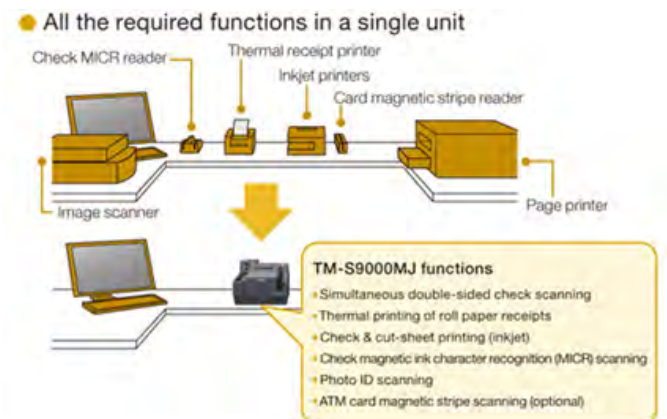 All the required functions in a single unit
Thermal receipt printer
Check MICR reader
Inkjet printers
Card magnetic stripe reader
Image scanner
Page printer
TM-S9000MJ functions
Simultaneous double-sided check scanning
Thermal printing of roll paper receipts
Check & cut-sheet printing (inkjet)
Check magnetic ink character recognition (MICR) scanning
Photo ID scanning
ATM card magnetic stripe scanning (optional)